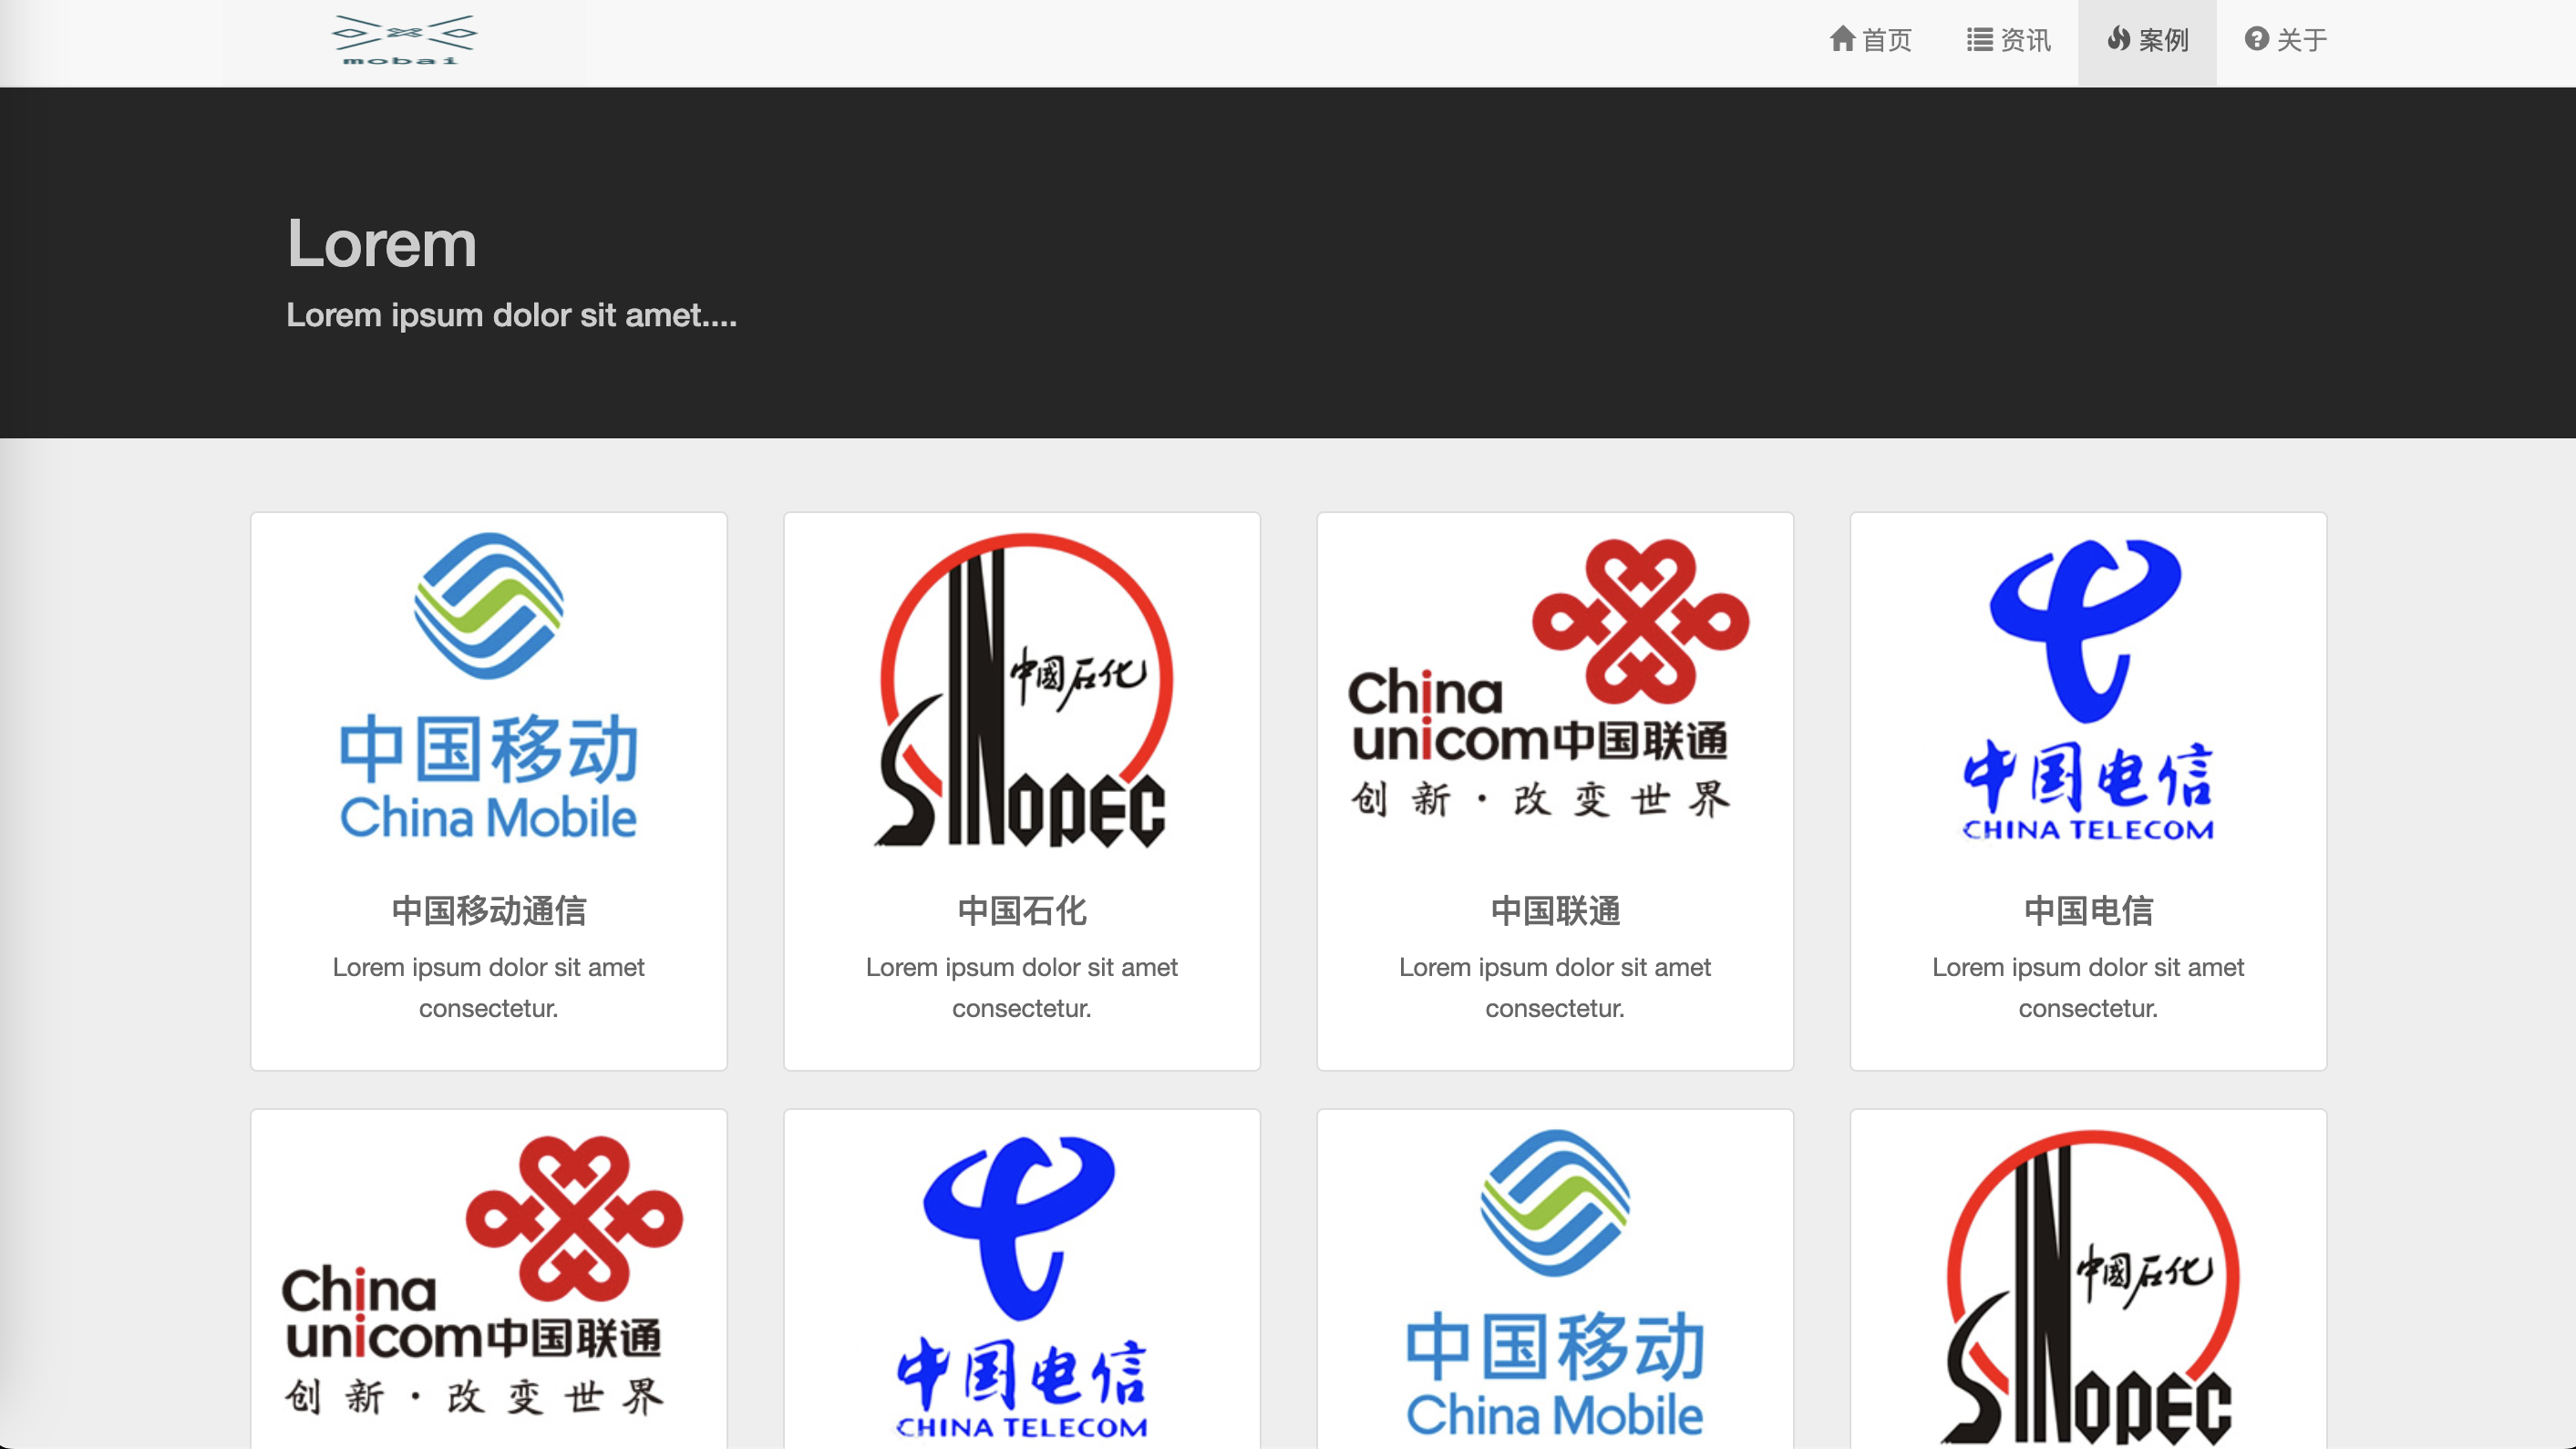 mobai
首页
资讯
案例
关于
Lorem
Lorem ipsum dolor sit amet....
中国移动
China Mobile
中国移动通信
Lorem ipsum dolor sit amet
consectetur.
中國石化
SINOPEC
中国石化
Lorem ipsum dolor sit amet
consectetur.
China
unicom中国联通
创新·改变世界
中国联通
Lorem ipsum dolor sit amet
consectetur.
中国电信
CHINA TELECOM
中国电信
Lorem ipsum dolor sit amet
consectetur.
China
unicom中国联通
创新·改变世界
中国电信
CHINA TELECOM
中国移动
China Mobile
中國石化
SINOPEC